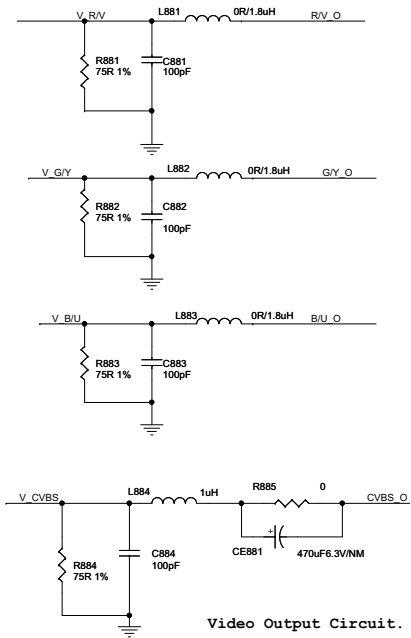 V_R/V L881 0R/1.8uH R/V_O
R881 C881
75R 1% 100pF
V_G/Y L882 0R/1.8uH G/Y_O
R882 C882
75R 1% 100pF
V_B/U L883 0R/1.8uH B/U_O
R883 C883
75R 1% 100pF
V_CVBS L884 1uH R885 0 CVBS_O
R884 C884 CE881 + 470uF6.3V/NM
75R 1% 100pF
Video Output Circuit.